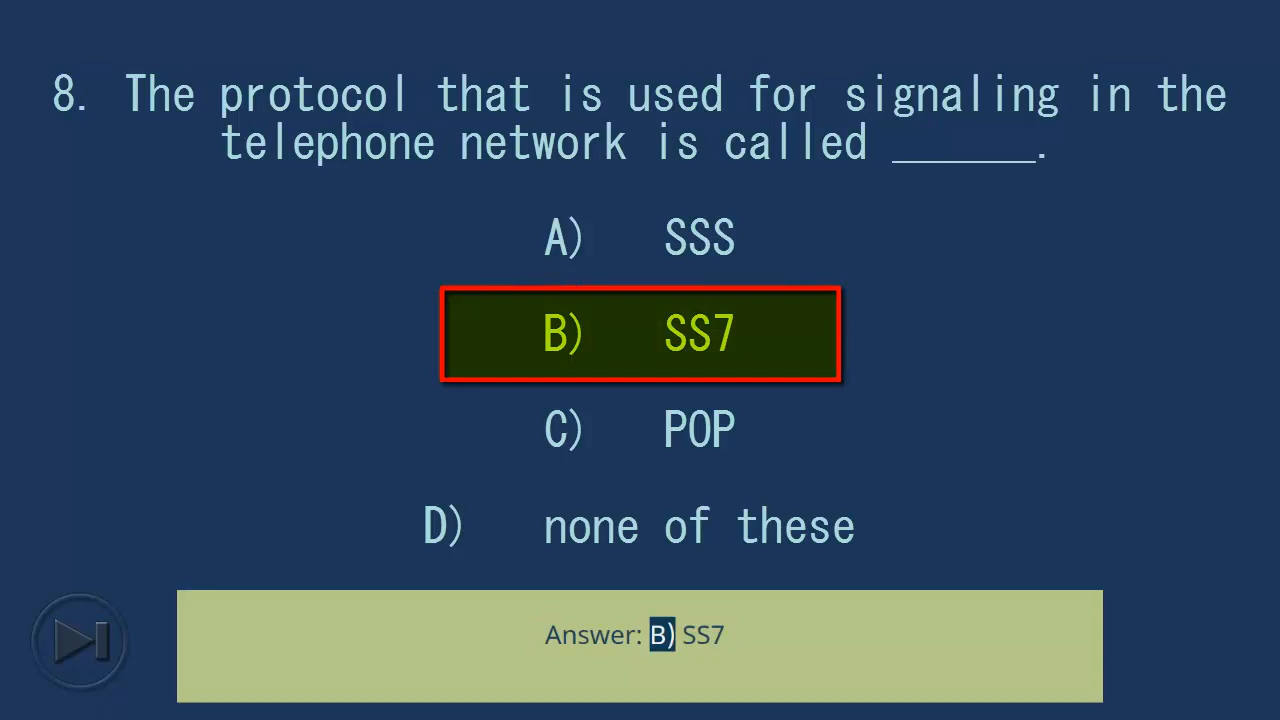 8. The protocol that is used for signaling in the
telephone network is called ______.
A) SSS
B) SS7
C) POP
D) none of these
Answer: B) SS7